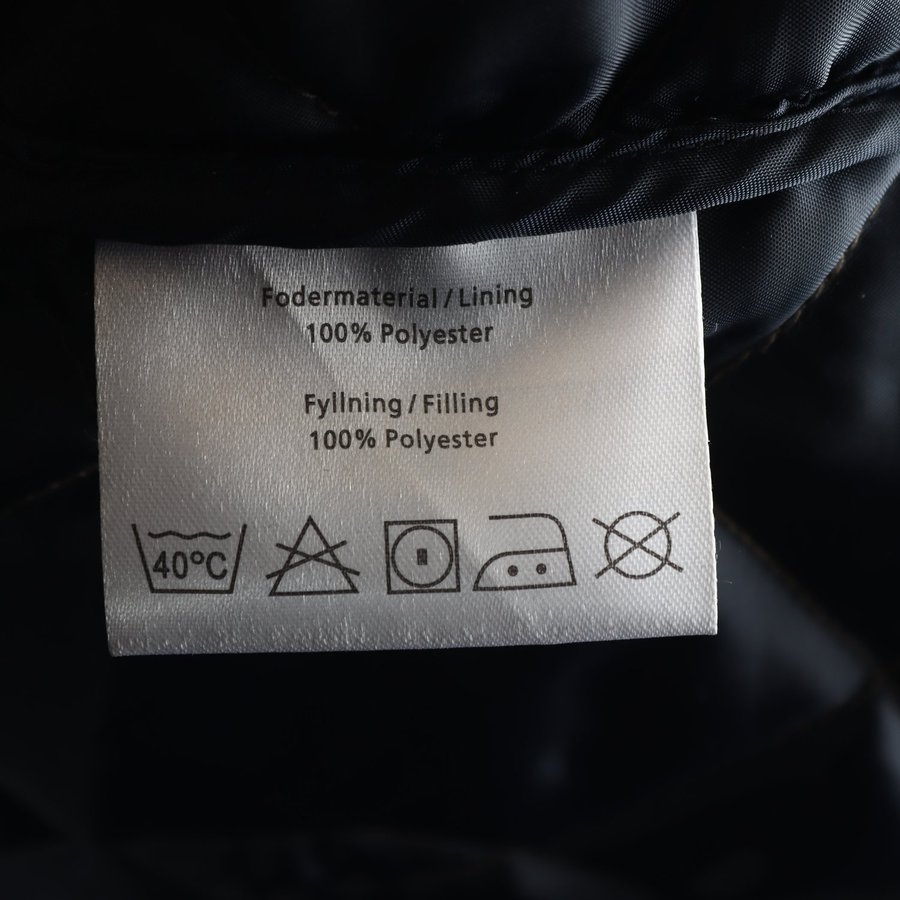 Fodermaterial / Lining
100% Polyester
Fyllning / Filling
100% Polyester
40°C